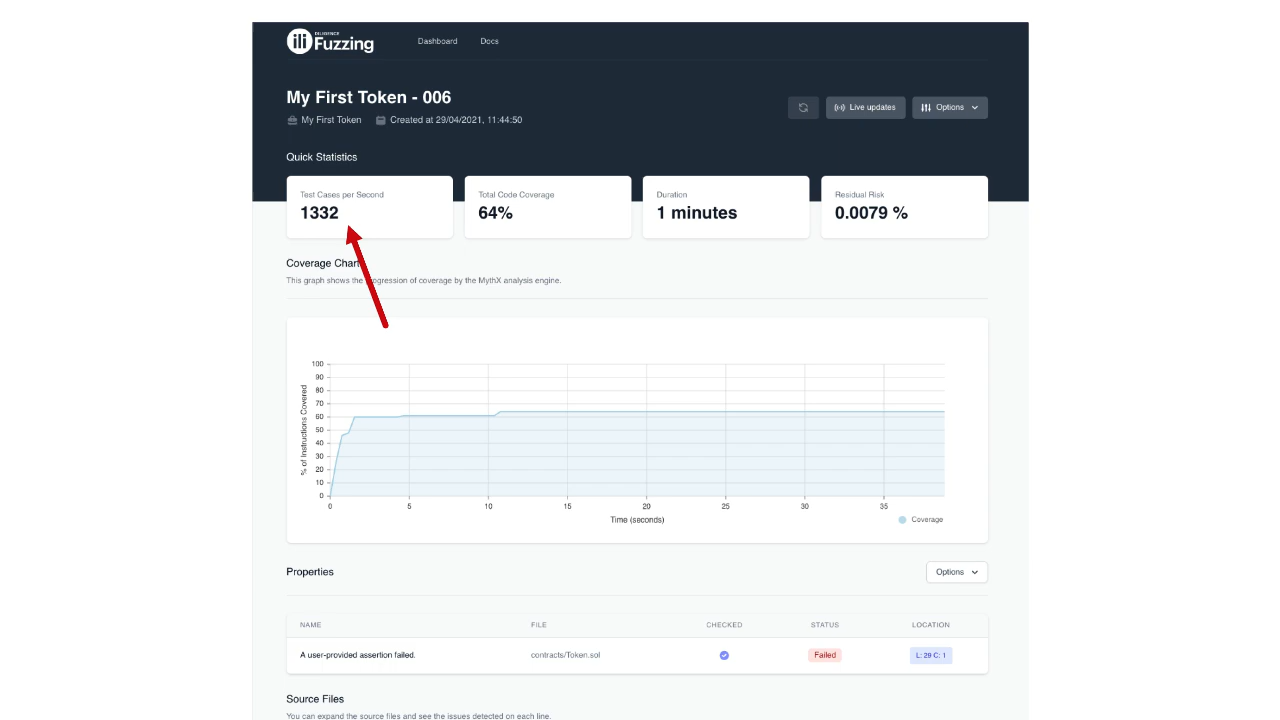 DILIGENCE
Fuzzing
Dashboard Docs
My First Token - 006
My First Token Created at 29/04/2021, 11:44:50
Live updates Options
Quick Statistics
Test Cases per Second
1332
Total Code Coverage
64%
Duration
1 minutes
Residual Risk
0.0079 %
Coverage Chart
This graph shows the progression of coverage by the MythX analysis engine.
% of Instructions Covered
100
90
80
70
60
50
40
30
20
10
0
0 5 10 15 20 25 30 35
Time (seconds)
Coverage
Properties
Options
NAME FILE CHECKED STATUS LOCATION
A user-provided assertion failed. contracts/Token.sol Failed L: 29 C: 1
Source Files
You can expand the source files and see the issues detected on each line.